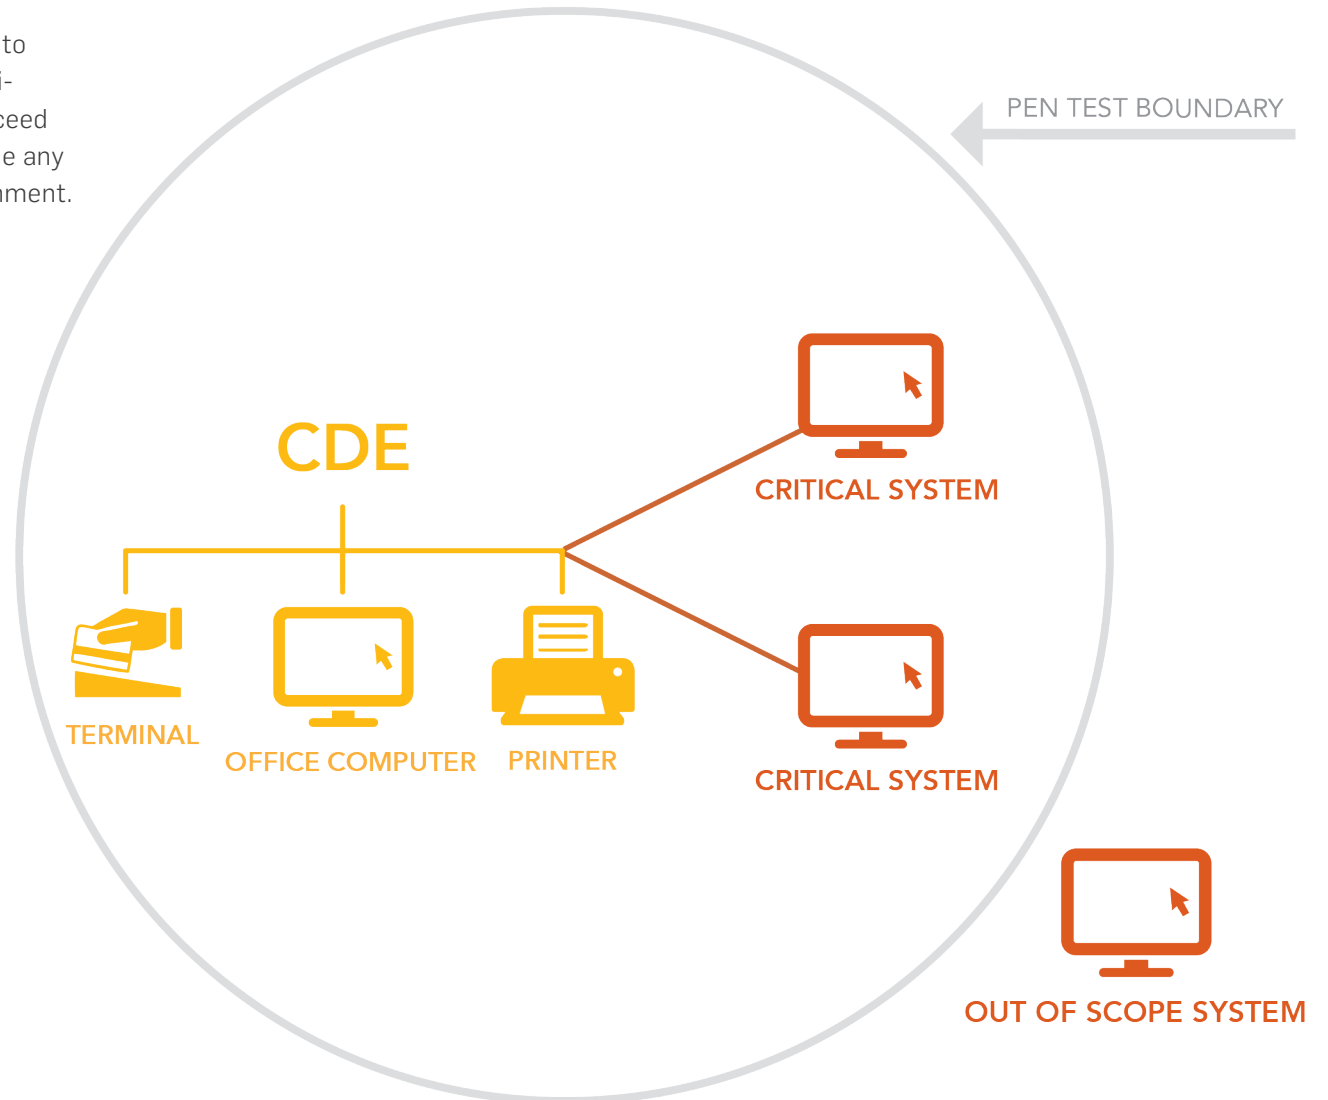 to
i-
ceed
e any
nment.
PEN TEST BOUNDARY
CDE
CRITICAL SYSTEM
TERMINAL
OFFICE COMPUTER
PRINTER
CRITICAL SYSTEM
OUT OF SCOPE SYSTEM